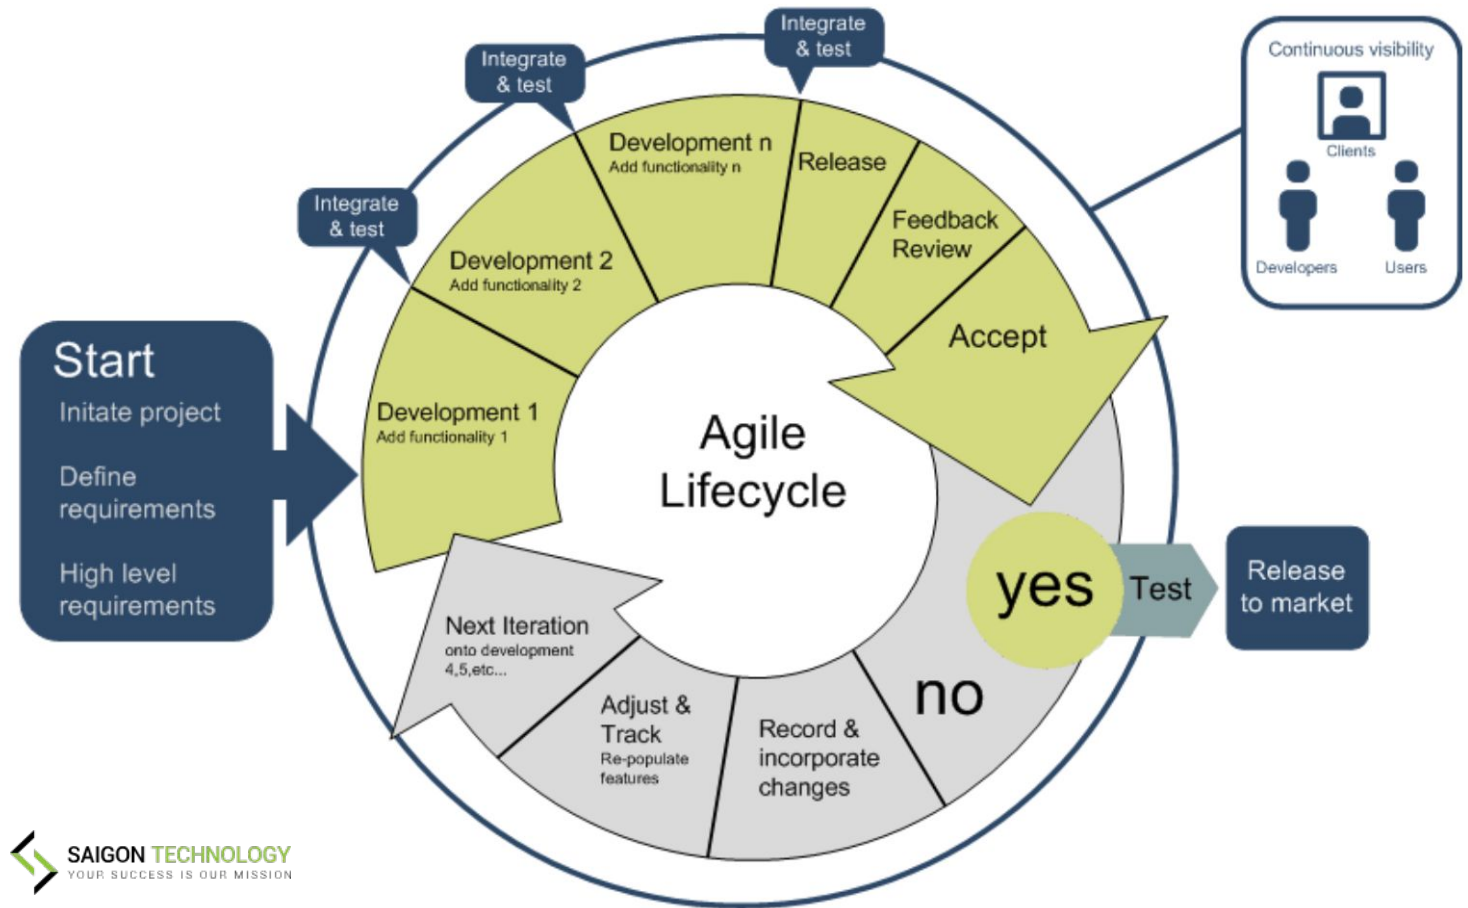 Integrate
& test
Integrate
& test
Integrate
& test
Continuous visibility
Clients
Developers
Users
Start
Initate project
Define
requirements
High level
requirements
Development 1
Add functionality 1
Development 2
Add functionality 2
Development n
Add functionality n
Release
Feedback
Review
Accept
Agile
Lifecycle
yes
Test
Release
to market
no
Record &
incorporate
changes
Adjust &
Track
Re-populate
features
Next Iteration
onto development
4,5,etc...
SAIGON TECHNOLOGY
YOUR SUCCESS IS OUR MISSION